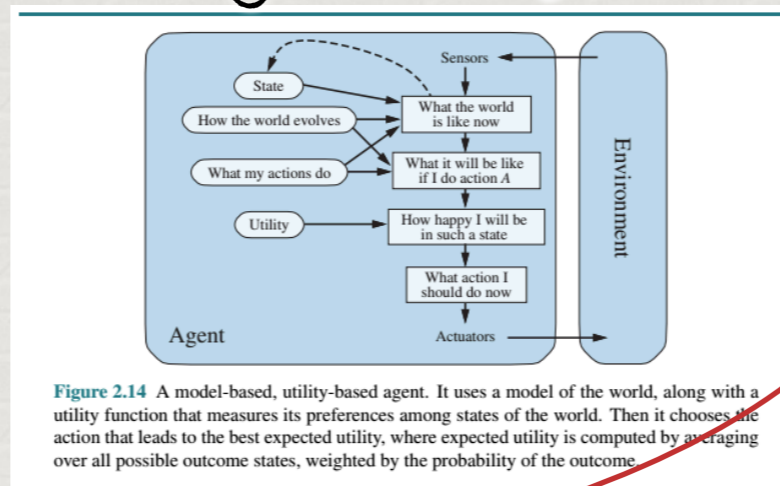 Sensors
State
What the world
is like now
How the world evolves
What it will be like
if I do action A
What my actions do
Utility
How happy I will be
in such a state
What action I
should do now
Agent
Actuators
Environment
Figure 2.14 A model-based, utility-based agent. It uses a model of the world, along with a
utility function that measures its preferences among states of the world. Then it chooses the
action that leads to the best expected utility, where expected utility is computed by averaging
over all possible outcome states, weighted by the probability of the outcome.